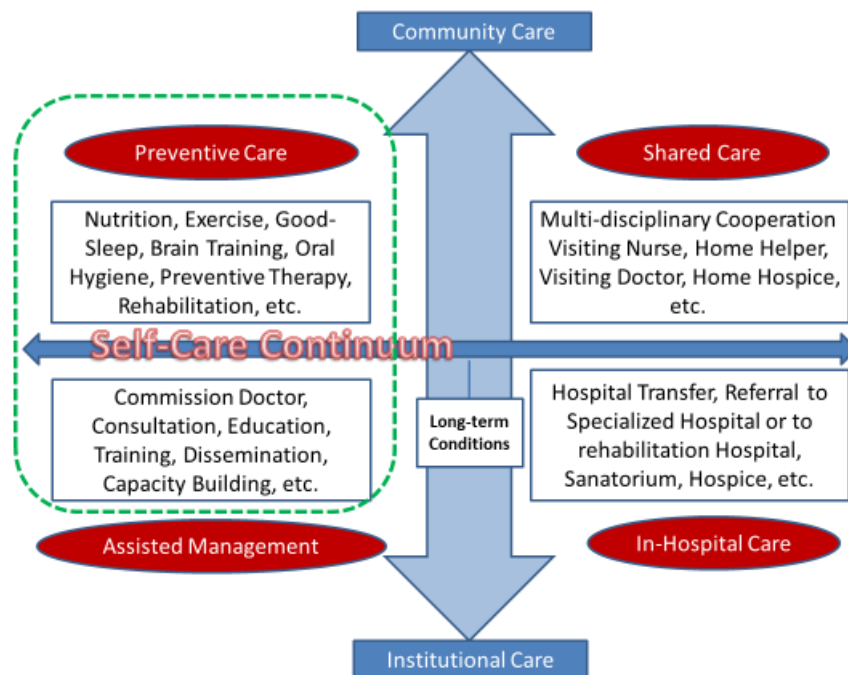 Community Care
Preventive Care
Shared Care
Nutrition, Exercise, Good-
Sleep, Brain Training, Oral
Hygiene, Preventive Therapy,
Rehabilitation, etc.
Multi-disciplinary Cooperation
Visiting Nurse, Home Helper,
Visiting Doctor, Home Hospice,
etc.
Self-Care Continuum
Commission Doctor,
Consultation, Education,
Training, Dissemination,
Capacity Building, etc.
Long-term
Conditions
Hospital Transfer, Referral to
Specialized Hospital or to
rehabilitation Hospital,
Sanatorium, Hospice, etc.
Assisted Management
In-Hospital Care
Institutional Care